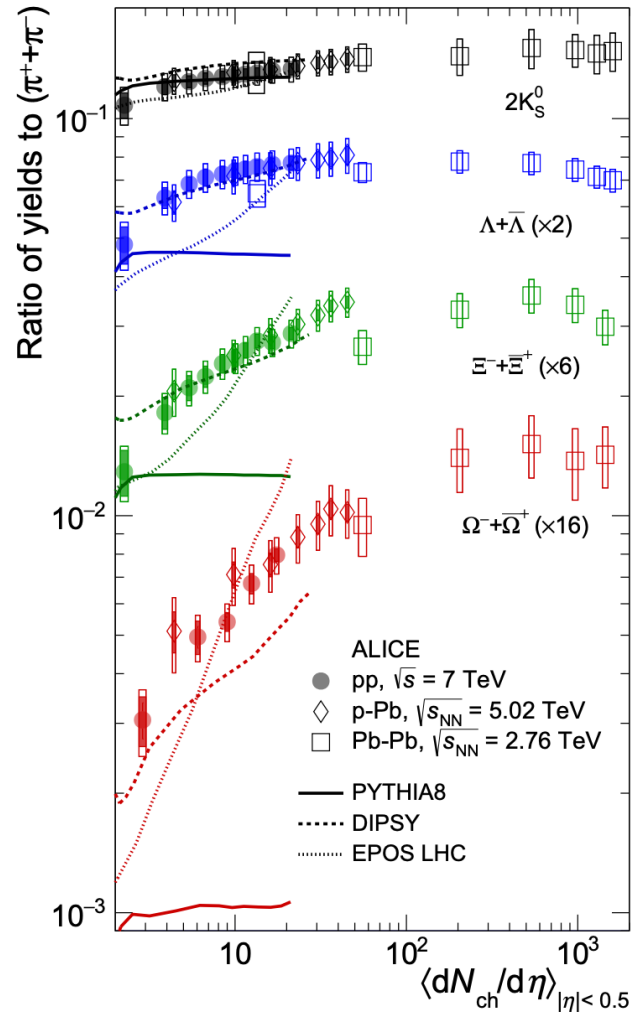 Ratio of yields to (π⁺+π⁻)
10⁻¹
2K⁰S
Λ+Λ̅ (×2)
Ξ⁻+Ξ̅⁺ (×6)
10⁻²
Ω⁻+Ω̅⁺ (×16)
ALICE
pp, √s = 7 TeV
p-Pb, √sNN = 5.02 TeV
Pb-Pb, √sNN = 2.76 TeV
PYTHIA8
DIPSY
EPOS LHC
10⁻³
10 10² 10³
⟨dNch/dη⟩|η|< 0.5